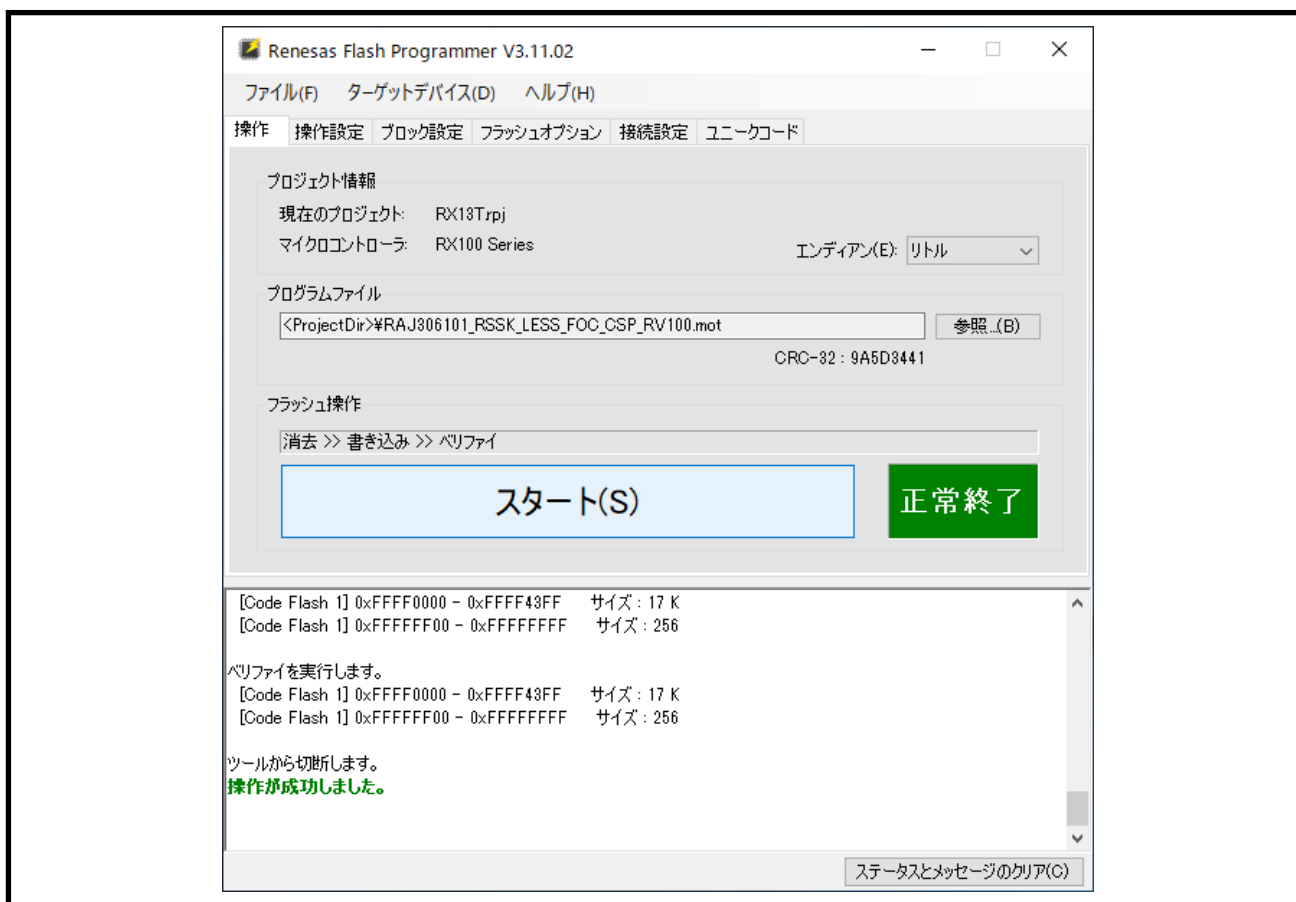 Renesas Flash Programmer V3.11.02
ファイル(F) ターゲットデバイス(D) ヘルプ(H)
操作 操作設定 ブロック設定 フラッシュオプション 接続設定 ユニークコード
プロジェクト情報
現在のプロジェクト: RX13T.rpj
マイクロコントローラ: RX100 Series
エンディアン(E): リトル
プログラムファイル
<ProjectDir>¥RAJ306101_RSSK_LESS_FOC_CSP_RV100.mot
参照...(B)
CRC-32 : 9A5D3441
フラッシュ操作
消去 >> 書き込み >> ベリファイ
スタート(S)
正常終了
[Code Flash 1] 0xFFFF0000 - 0xFFFF43FF サイズ : 17 K
[Code Flash 1] 0xFFFFFF00 - 0xFFFFFFFF サイズ : 256
ベリファイを実行します。
[Code Flash 1] 0xFFFF0000 - 0xFFFF43FF サイズ : 17 K
[Code Flash 1] 0xFFFFFF00 - 0xFFFFFFFF サイズ : 256
ツールから切断します。
操作が成功しました。
ステータスとメッセージのクリア(C)